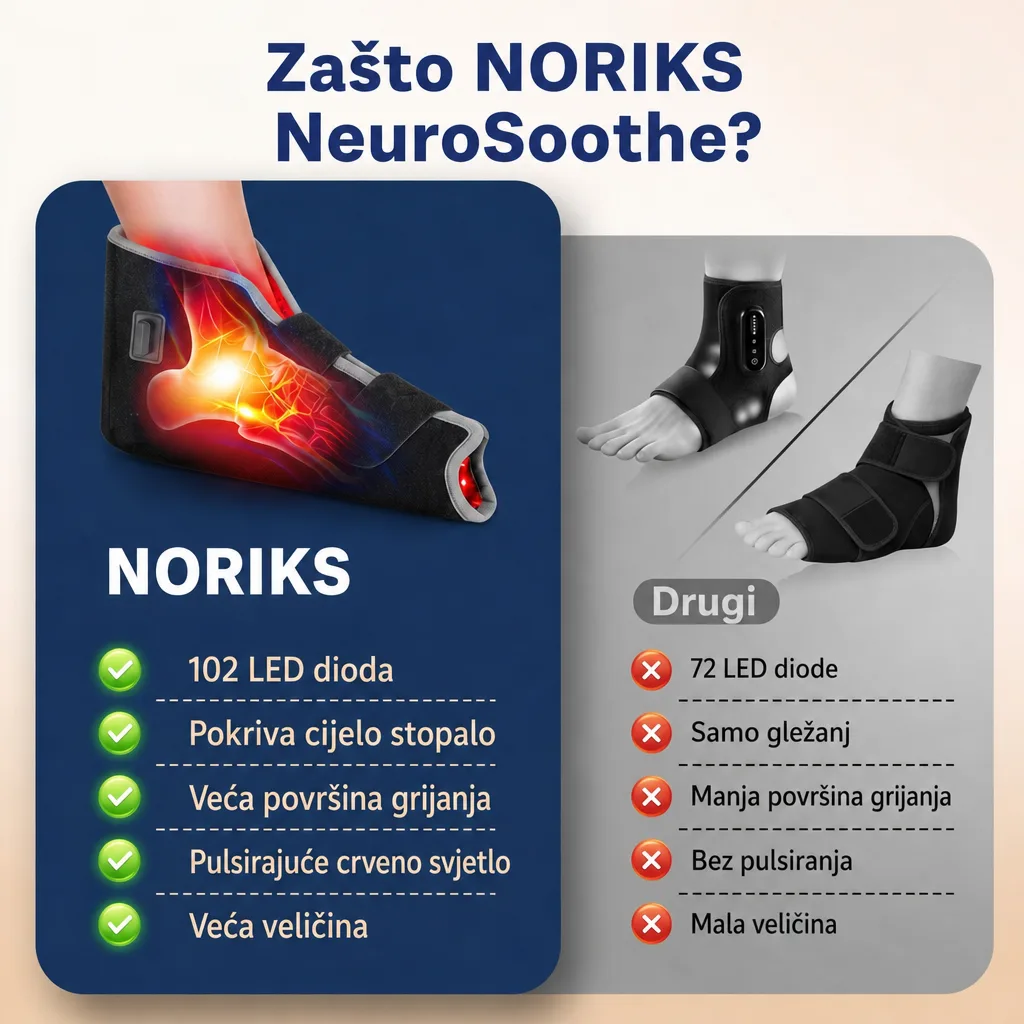 Zašto NORIKS
NeuroSoothe?
NORIKS
102 LED dioda
Pokriva cijelo stopalo
Veća površina grijanja
Pulsirajuće crveno svjetlo
Veća veličina
Drugi
72 LED diode
Samo gležanj
Manja površina grijanja
Bez pulsiranja
Mala veličina